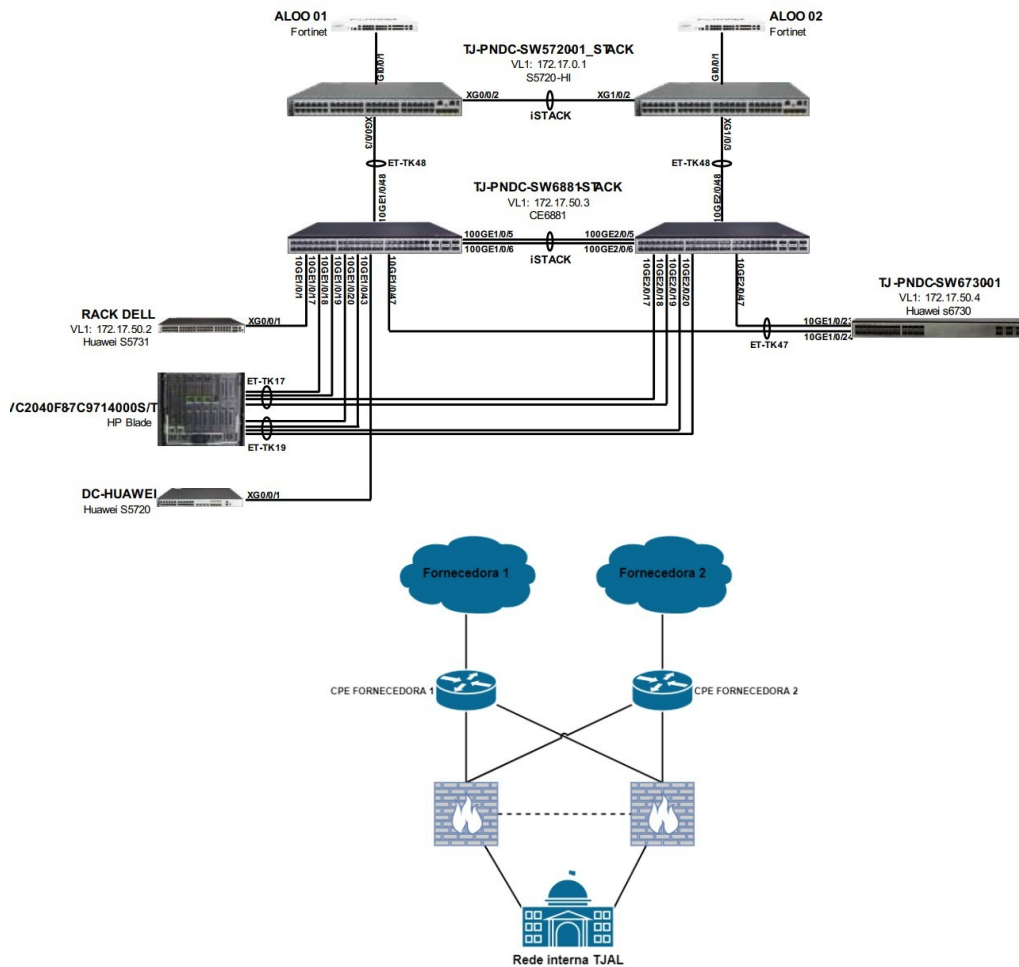 ALOO 01
Fortinet
ALOO 02
Fortinet
GI0/0/1
GI0/0/1
TJ-PNDC-SW572001_STACK
VL1: 172.17.0.1
S5720-HI
XG0/0/2
XG1/0/2
iSTACK
XG0/0/3
XG1/0/3
ET-TK48
ET-TK48
10GE1/0/48
10GE2/0/48
TJ-PNDC-SW6881-STACK
VL1: 172.17.50.3
CE6881
100GE1/0/5
100GE2/0/5
100GE1/0/6
100GE2/0/6
iSTACK
10GE1/0/1
10GE1/0/17
10GE1/0/18
10GE1/0/19
10GE1/0/20
10GE1/0/43
10GE1/0/47
10GE2/0/17
10GE2/0/18
10GE2/0/19
10GE2/0/20
10GE2/0/47
TJ-PNDC-SW673001
VL1: 172.17.50.4
Huawei s6730
RACK DELL
VL1: 172.17.50.2
Huawei S5731
XG0/0/1
10GE1/0/23
10GE1/0/24
ET-TK47
ET-TK17
/C2040F87C9714000S/T
HP Blade
ET-TK19
DC-HUAWEI
Huawei S5720
XG0/0/1
Fornecedora 1
Fornecedora 2
CPE FORNECEDORA 1
CPE FORNECEDORA 2
Rede interna TJAL